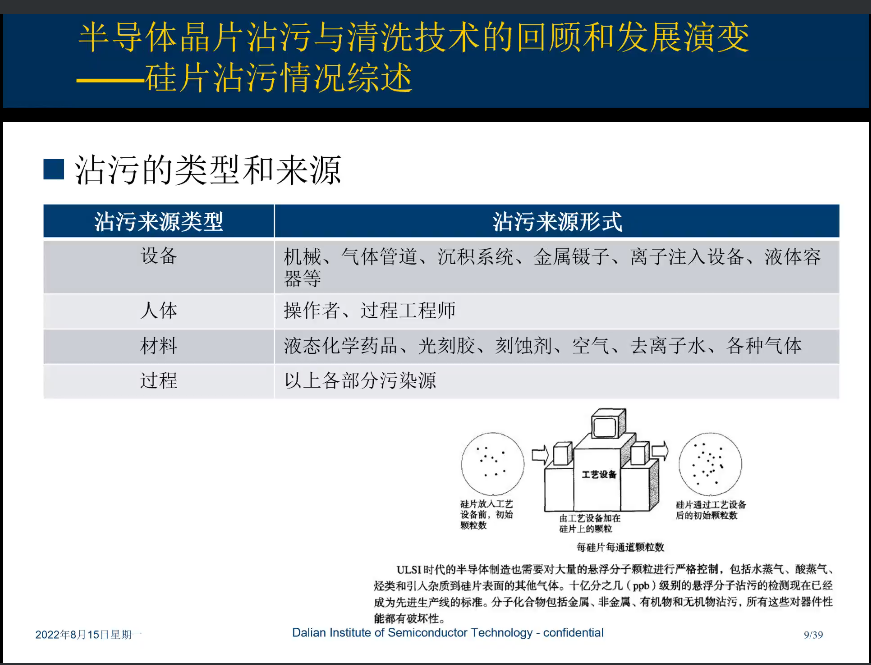 半导体晶片沾污与清洗技术的回顾和发展演变
——硅片沾污情况综述
沾污的类型和来源
沾污来源类型 沾污来源形式
设备 机械、气体管道、沉积系统、金属镊子、离子注入设备、液体容
器等
人体 操作者、过程工程师
材料 液态化学药品、光刻胶、刻蚀剂、空气、去离子水、各种气体
过程 以上各部分污染源
工艺设备
硅片放入工艺
设备前，初始
颗粒数
由工艺设备加在
硅片上的颗粒
硅片通过工艺设备
后的初始颗粒数
每硅片每通道颗粒数
ULSI时代的半导体制造也需要对大量的悬浮分子颗粒进行严格控制，包括水蒸气、酸蒸气、
烃类和引入杂质到硅片表面的其他气体。十亿分之几（ppb）级别的悬浮分子沾污的检测现在已经
成为先进生产线的标准。分子化合物包括金属、非金属、有机物和无机物沾污，所有这些对器件性
能都有破坏性。
2022年8月15日星期一
Dalian Institute of Semiconductor Technology - confidential
9/39